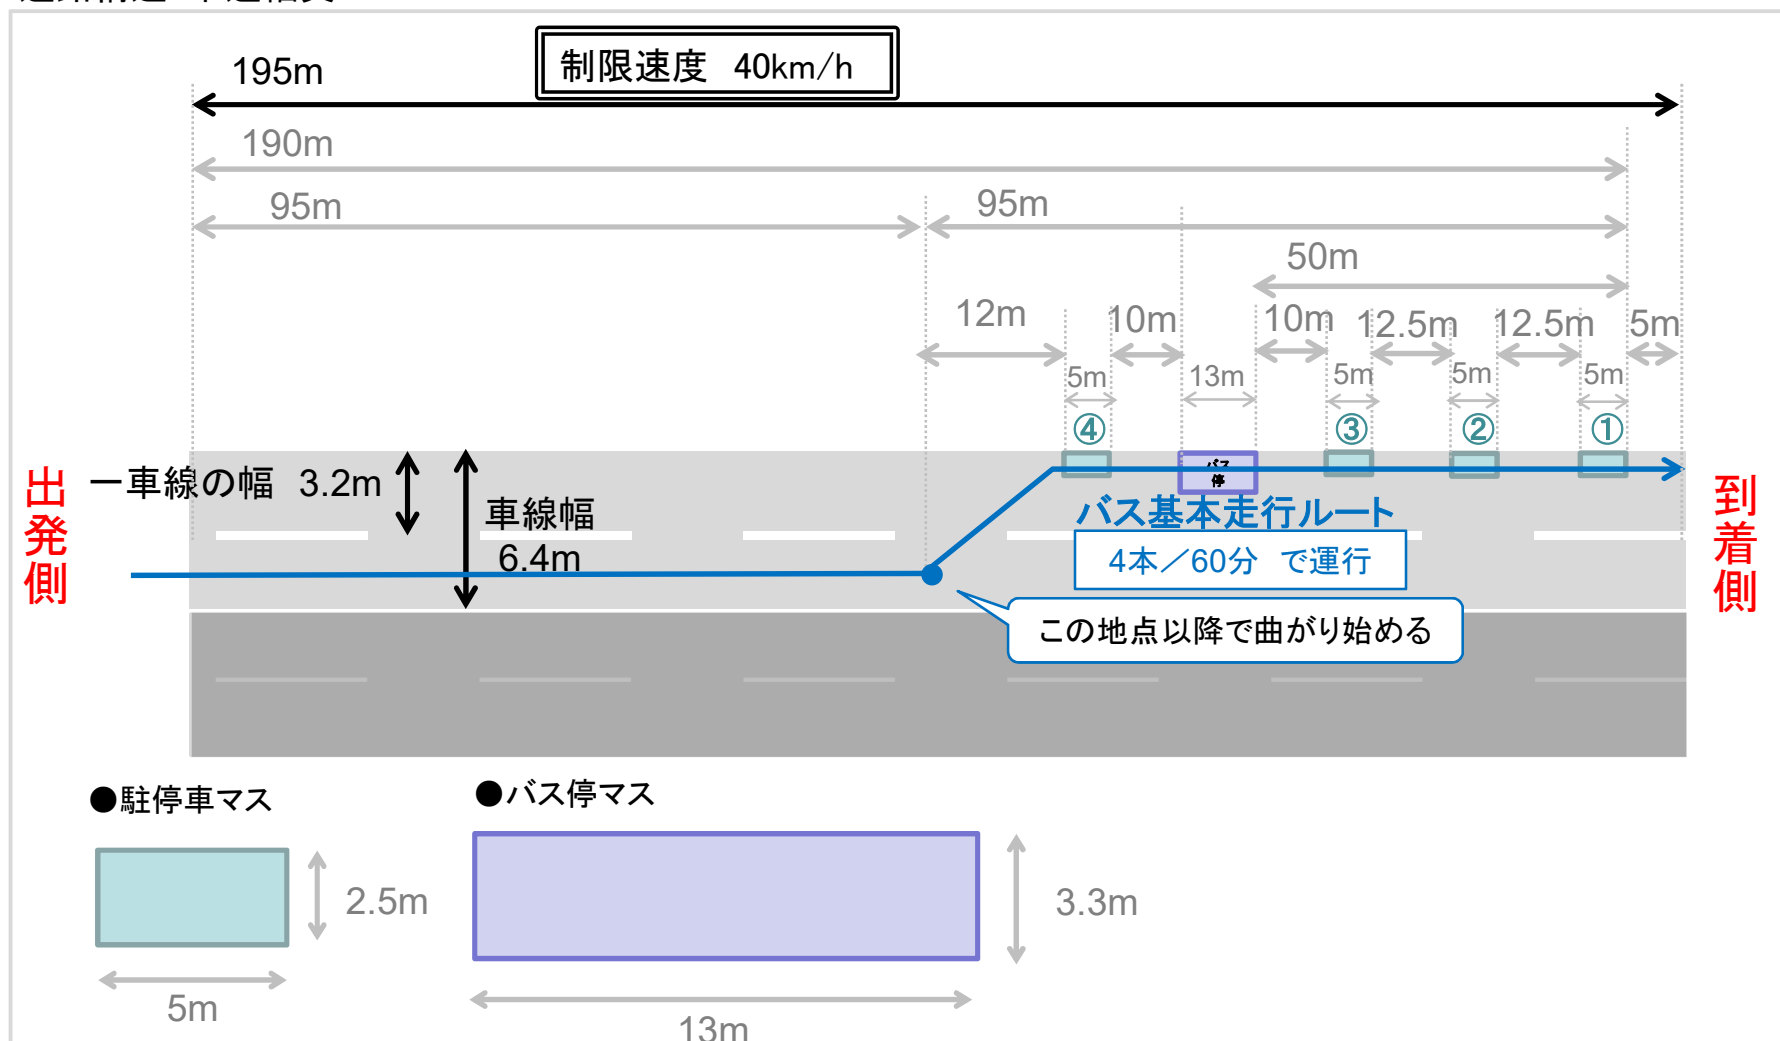 制限速度 40km/h
195m
190m
95m
95m
50m
12m
10m
10m
12.5m
12.5m
5m
5m
13m
5m
5m
5m
④
③
②
①
バス
停
出発側
一車線の幅 3.2m
車線幅
6.4m
バス基本走行ルート
4本/60分 で運行
到着側
この地点以降で曲がり始める
●駐停車マス
●バス停マス
2.5m
3.3m
5m
13m